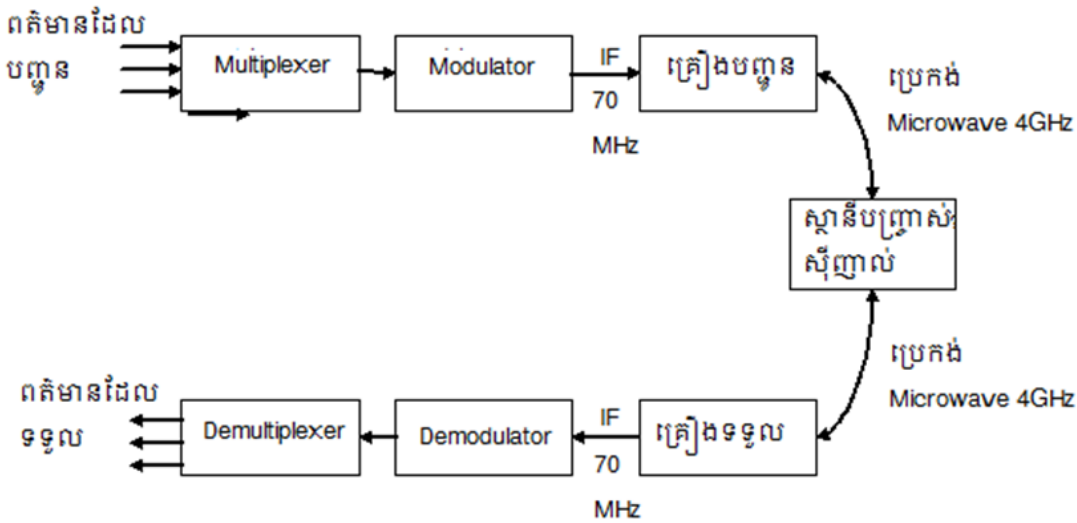 ពត៌មានដែល
បញ្ជូន
Multiplexer
Modulator
IF
70
MHz
គ្រឿងបញ្ជូន
ប្រេកង់
Microwave 4GHz
ស្ថានីបញ្ច្រាស់
ស៊ីញាល់
ប្រេកង់
Microwave 4GHz
ពត៌មានដែល
ទទួល
Demultiplexer
Demodulator
IF
70
MHz
គ្រឿងទទួល